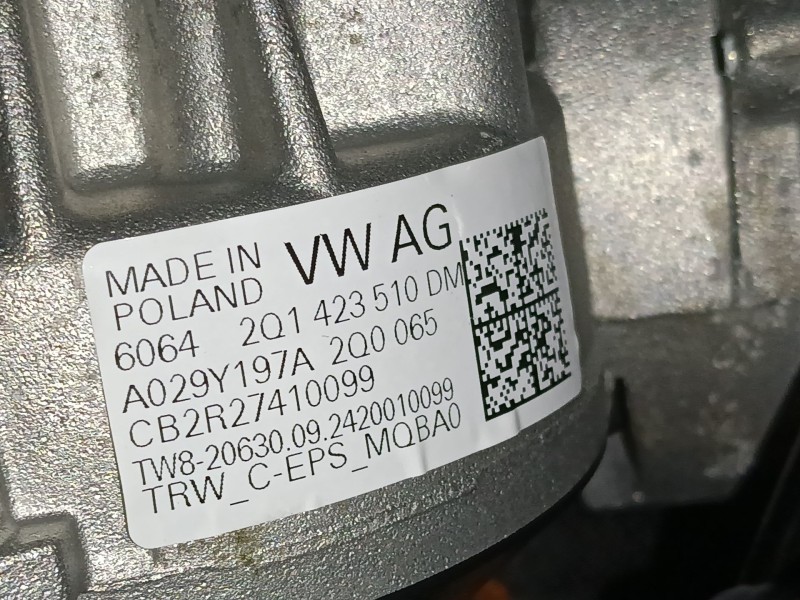 MADE IN VW AG
POLAND
6064 2Q1 423 510 DM
A029Y197A 2Q0 065
CB2R27410099
TW8-20630.09.2420010099
TRW_C-EPS_MQBA0